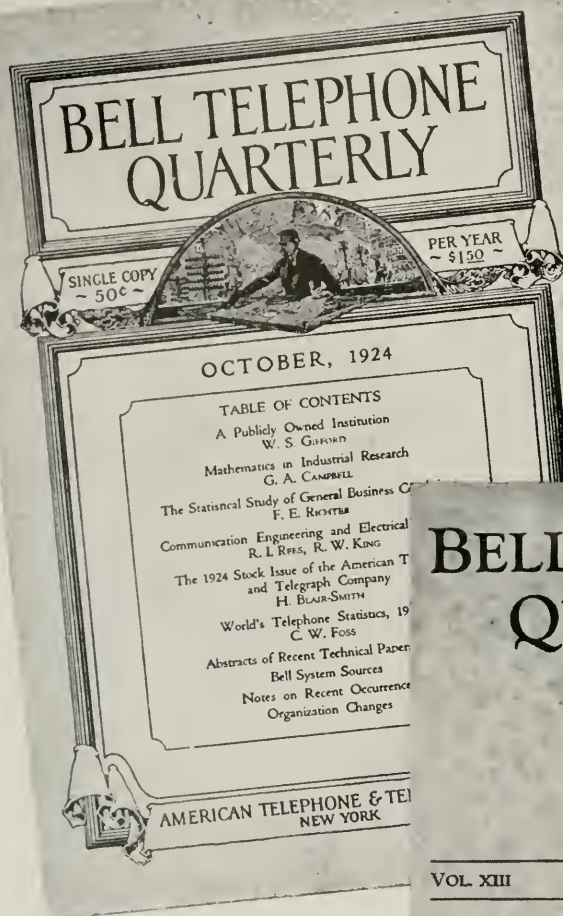 BELL TELEPHONE
QUARTERLY
SINGLE COPY
~ 50¢ ~
PER YEAR
~ $1.50 ~
OCTOBER, 1924
TABLE OF CONTENTS
A Publicly Owned Institution
W. S. GIFFORD
Mathematics in Industrial Research
G. A. CAMPBELL
The Statistical Study of General Business
F. E. RICHTER
Communication Engineering and Electrical
R. I. REES, R. W. KING
The 1924 Stock Issue of the American T
and Telegraph Company
H. BLAIR-SMITH
World's Telephone Statistics, 19
C. W. FOSS
Abstracts of Recent Technical Paper
Bell System Sources
Notes on Recent Occurrence
Organization Changes
AMERICAN TELEPHONE & TE
NEW YORK
BELL
Q
VOL. XIII